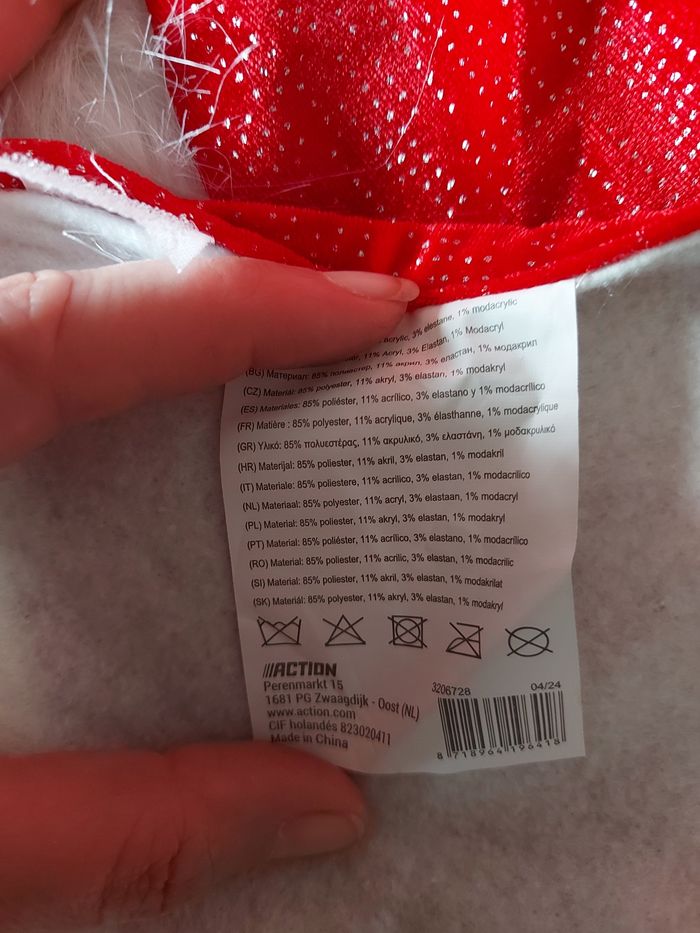 acrylic, 3% elestane, 1% modacrylic
11% Acryl, 3% Elastan, 1% Modacryl
(BG) Материал: 85% полиестер, 11% акрил, 3% еластан, 1% модакрил
(CZ) Materiál: 85% polyester, 11% akryl, 3% elastan, 1% modakryl
(ES) Materiales: 85% poliéster, 11% acrílico, 3% elastano y 1% modacrílico
(FR) Matière : 85% polyester, 11% acrylique, 3% élasthanne, 1% modacrylique
(GR) Υλικό: 85% πολυεστέρας, 11% ακρυλικό, 3% ελαστάνη, 1% μοδακρυλικό
(HR) Materijal: 85% poliester, 11% akril, 3% elastan, 1% modakril
(IT) Materiale: 85% poliestere, 11% acrilico, 3% elastan, 1% modacrilico
(NL) Materiaal: 85% polyester, 11% acryl, 3% elastaan, 1% modacryl
(PL) Materiał: 85% poliester, 11% akryl, 3% elastan, 1% modakryl
(PT) Material: 85% poliéster, 11% acrílico, 3% elastano, 1% modacrílico
(RO) Material: 85% poliester, 11% acrilic, 3% elastan, 1% modacrilic
(SI) Material: 85% poliester, 11% akril, 3% elastan, 1% modakrilat
(SK) Materiál: 85% polyester, 11% akryl, 3% elastan, 1% modakryl
ACTION
Perenmarkt 15
1681 PG Zwaagdijk - Oost (NL)
www.action.com
CIF holandés 823020411
Made in China
3206728 04/24
8 718964 196418